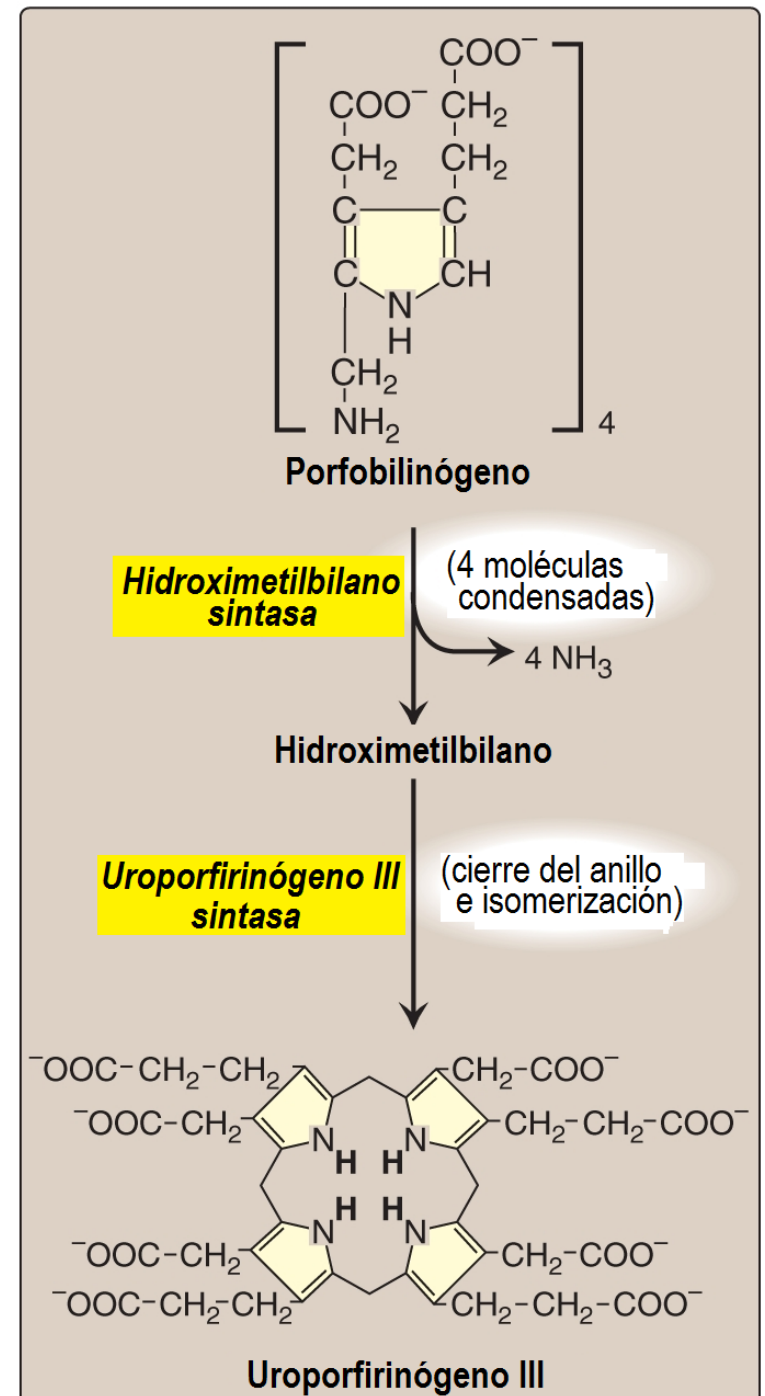 COO⁻
COO⁻ CH₂
CH₂ CH₂
C C
C CH
N
H
CH₂
NH₂
4
Porfobilinógeno
Hidroximetilbilano
sintasa
(4 moléculas
condensadas)
4 NH₃
Hidroximetilbilano
Uroporfirinógeno III
sintasa
(cierre del anillo
e isomerización)
⁻OOC-CH₂-CH₂ CH₂-COO⁻
⁻OOC-CH₂ CH₂-CH₂-COO⁻
N N
H H
H H
N N
⁻OOC-CH₂ CH₂-COO⁻
⁻OOC-CH₂-CH₂ CH₂-CH₂-COO⁻
Uroporfirinógeno III